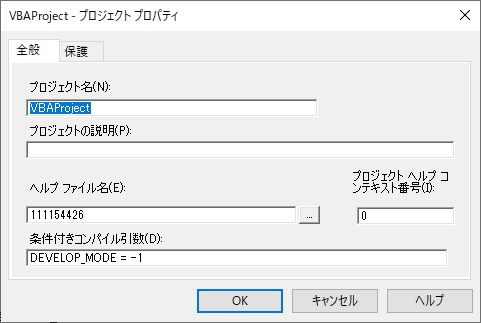 VBAProject - プロジェクト プロパティ
全般
保護
プロジェクト名(N):
VBAProject
プロジェクトの説明(P):
ヘルプ ファイル名(E):
プロジェクト ヘルプ コ
ンテキスト番号(I):
111154426
...
0
条件付きコンパイル引数(D):
DEVELOP_MODE = -1
OK
キャンセル
ヘルプ